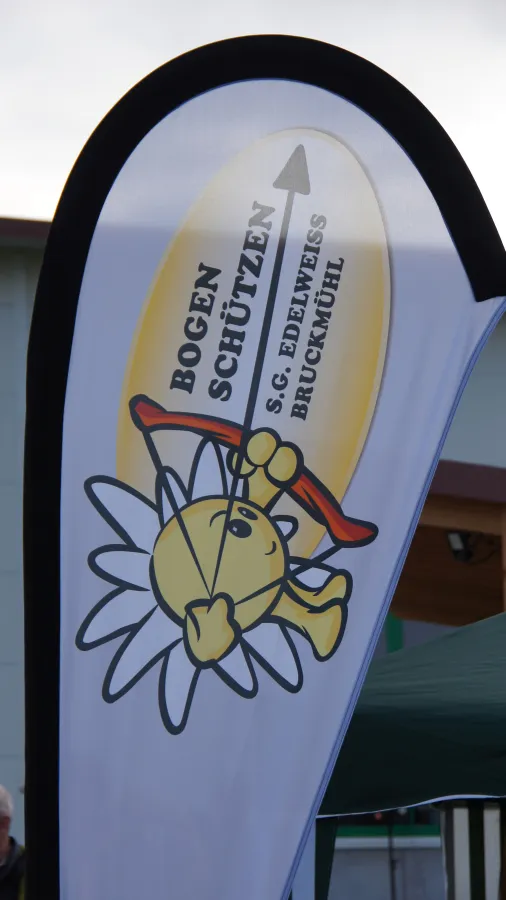 BOGEN
SCHÜTZEN
S.G. EDELWEISS
BRUCKMÜHL